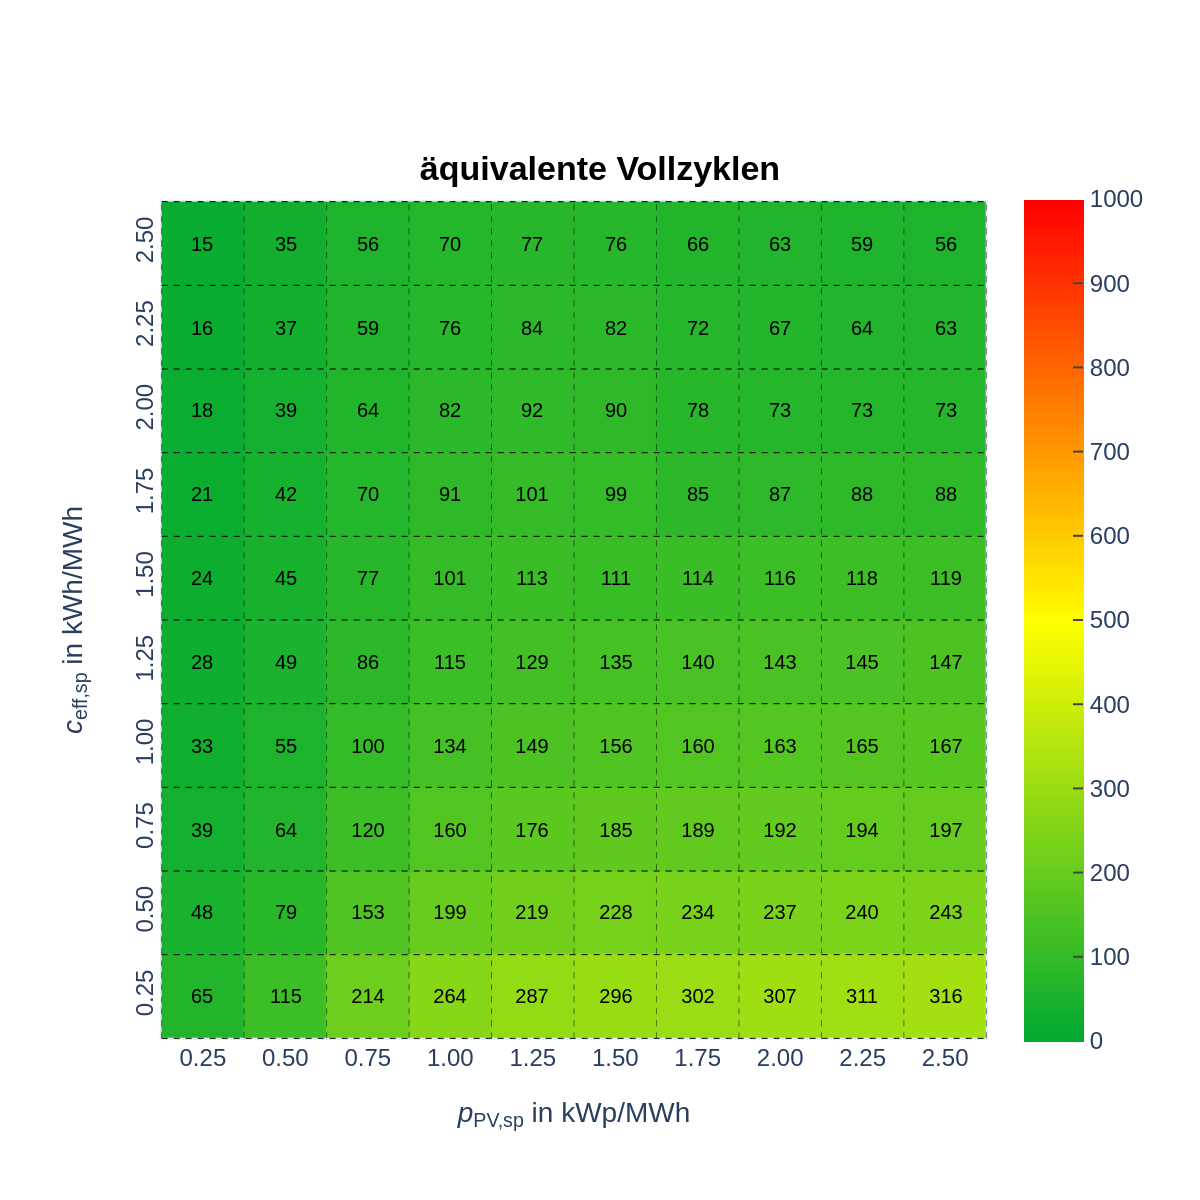 äquivalente Vollzyklen
2.50 15 35 56 70 77 76 66 63 59 56
2.25 16 37 59 76 84 82 72 67 64 63
2.00 18 39 64 82 92 90 78 73 73 73
1.75 21 42 70 91 101 99 85 87 88 88
1.50 24 45 77 101 113 111 114 116 118 119
1.25 28 49 86 115 129 135 140 143 145 147
1.00 33 55 100 134 149 156 160 163 165 167
0.75 39 64 120 160 176 185 189 192 194 197
0.50 48 79 153 199 219 228 234 237 240 243
0.25 65 115 214 264 287 296 302 307 311 316
0.25 0.50 0.75 1.00 1.25 1.50 1.75 2.00 2.25 2.50
pPV,sp in kWp/MWh
ceff,sp in kWh/MWh
1000
900
800
700
600
500
400
300
200
100
0